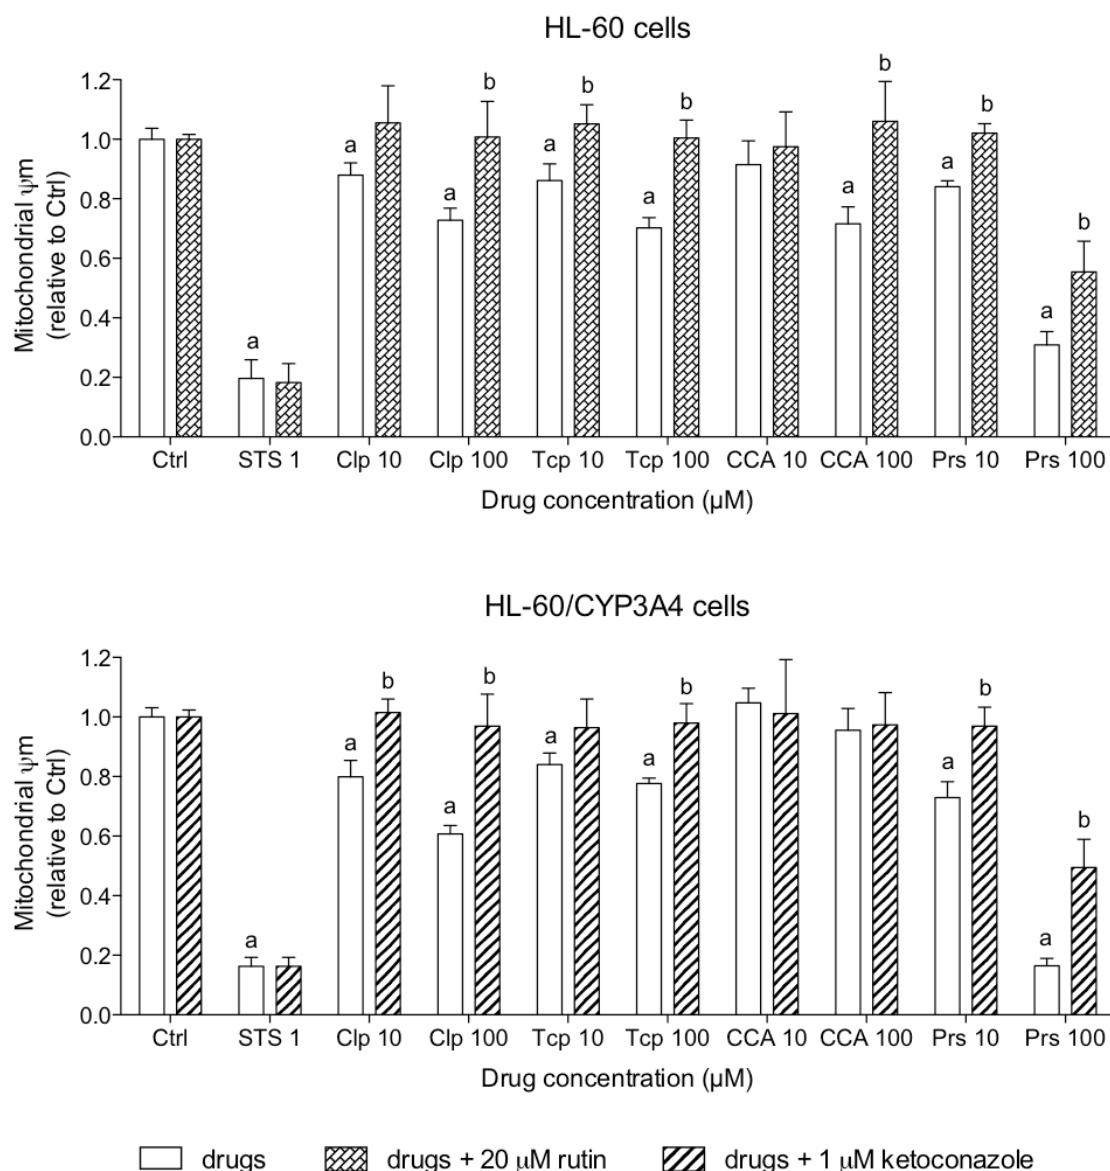 HL-60 cells
1.2
1.0
0.8
0.6
0.4
0.2
0.0
Mitochondrial ψm
(relative to Ctrl)
a
a
a
b
a
b
a
b
a
b
a
b
a
b
Ctrl STS 1 Clp 10 Clp 100 Tcp 10 Tcp 100 CCA 10 CCA 100 Prs 10 Prs 100
Drug concentration (μM)
HL-60/CYP3A4 cells
1.2
1.0
0.8
0.6
0.4
0.2
0.0
Mitochondrial ψm
(relative to Ctrl)
a
a
b
a
b
a
a
b
a
b
a
b
Ctrl STS 1 Clp 10 Clp 100 Tcp 10 Tcp 100 CCA 10 CCA 100 Prs 10 Prs 100
Drug concentration (μM)
drugs drugs + 20 μM rutin drugs + 1 μM ketoconazole